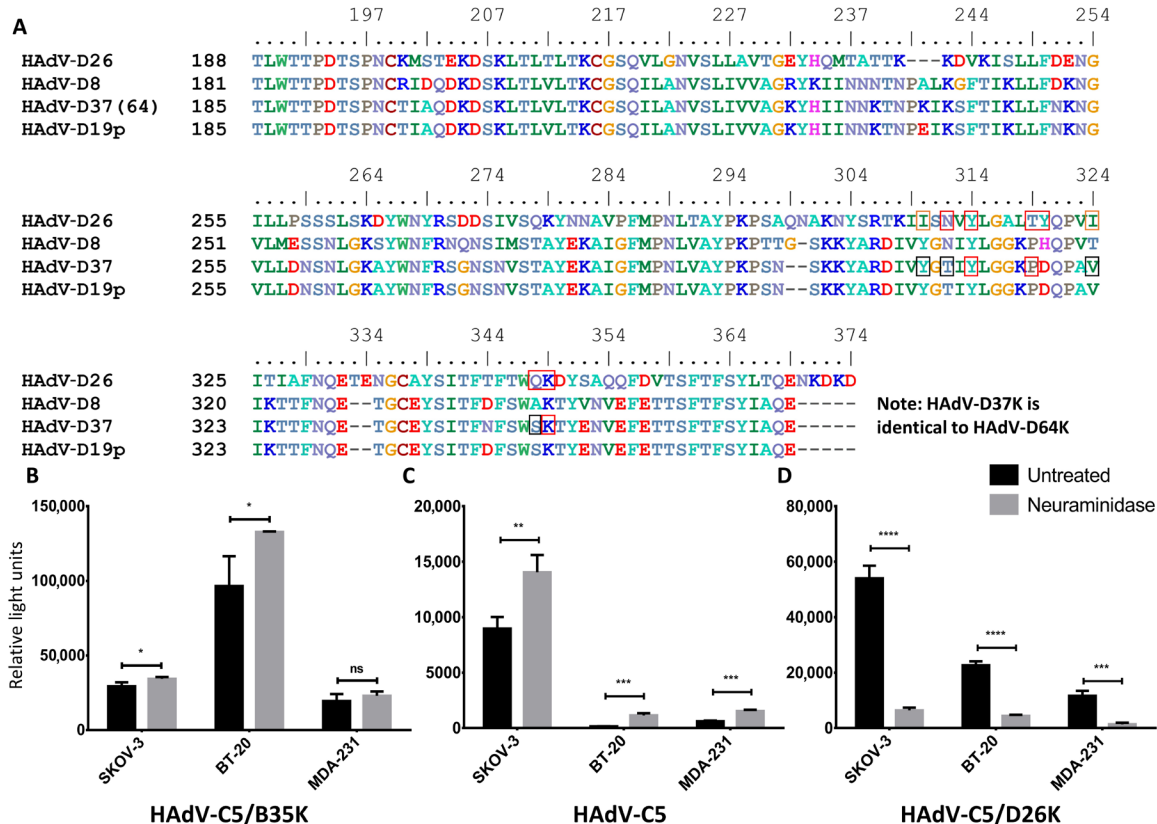 A
197 207 217 227 237 244 254
HAdV-D26 188 TLWTTPDTSPNCKMSTEKDSKLTLTLTKCGSQVLGNVSLLAVTGEYHQMTATTK---KDVKISLLFDENG
HAdV-D8 181 TLWTTPDTSPNCRIDQDKDSKLTLVLTKCGSQILANVSLIVVAGRYKIINNNTNPALKGFTIKLLFDKNG
HAdV-D37 (64) 185 TLWTTPDTSPNCTIAQDKDSKLTLVLTKCGSQILANVSLIVVAGKYHIINNKTNPKIKSFTIKLLFNKNG
HAdV-D19p 185 TLWTTPDTSPNCTIAQDKDSKLTLVLTKCGSQILANVSLIVVAGKYHIINNKTNPEIKSFTIKLLFNKNG
264 274 284 294 304 314 324
HAdV-D26 255 ILLPSSSLSKDYWNYRSDDSIVSQKYNNAVPFMPNLTAYPKPSAQNAKNYSRTKIISNVYLGALTYQPVI
HAdV-D8 251 VLMESSNLGKSYWNFRNQNSIMSTAYEKAIGFMPNLVAYPKPTTG-SKKYARDIVYGNIYLGGKPHQPVT
HAdV-D37 255 VLLDNSNLGKAYWNFRSGNSNVSTAYEKAIGFMPNLVAYPKPSN--SKKYARDIVYGTIYLGGKPDQPAV
HAdV-D19p 255 VLLDNSNLGKAYWNFRSGNSNVSTAYEKAIGFMPNLVAYPKPSN--SKKYARDIVYGTIYLGGKPDQPAV
334 344 354 364 374
HAdV-D26 325 ITIAFNQETENGCAYSITFTFTWQKDYSAQQFDVTSFTFSYLTQENKDKD
HAdV-D8 320 IKTTFNQE--TGCEYSITFDFSWAKTYVNVEFETTSFTFSYIAQE-----
HAdV-D37 323 IKTTFNQE--TGCEYSITFNFSWSKTYENVEFETTSFTFSYIAQE-----
HAdV-D19p 323 IKTTFNQE--TGCEYSITFDFSWSKTYENVEFETTSFTFSYIAQE-----
Note: HAdV-D37K is
identical to HAdV-D64K
B
Relative light units
150,000
100,000
50,000
0
*
*
ns
SKOV-3 BT-20 MDA-231
HAdV-C5/B35K
C
20,000
15,000
10,000
5000
0
**
***
***
SKOV-3 BT-20 MDA-231
HAdV-C5
D
Untreated
Neuraminidase
80,000
60,000
40,000
20,000
0
****
****
***
SKOV-3 BT-20 MDA-231
HAdV-C5/D26K